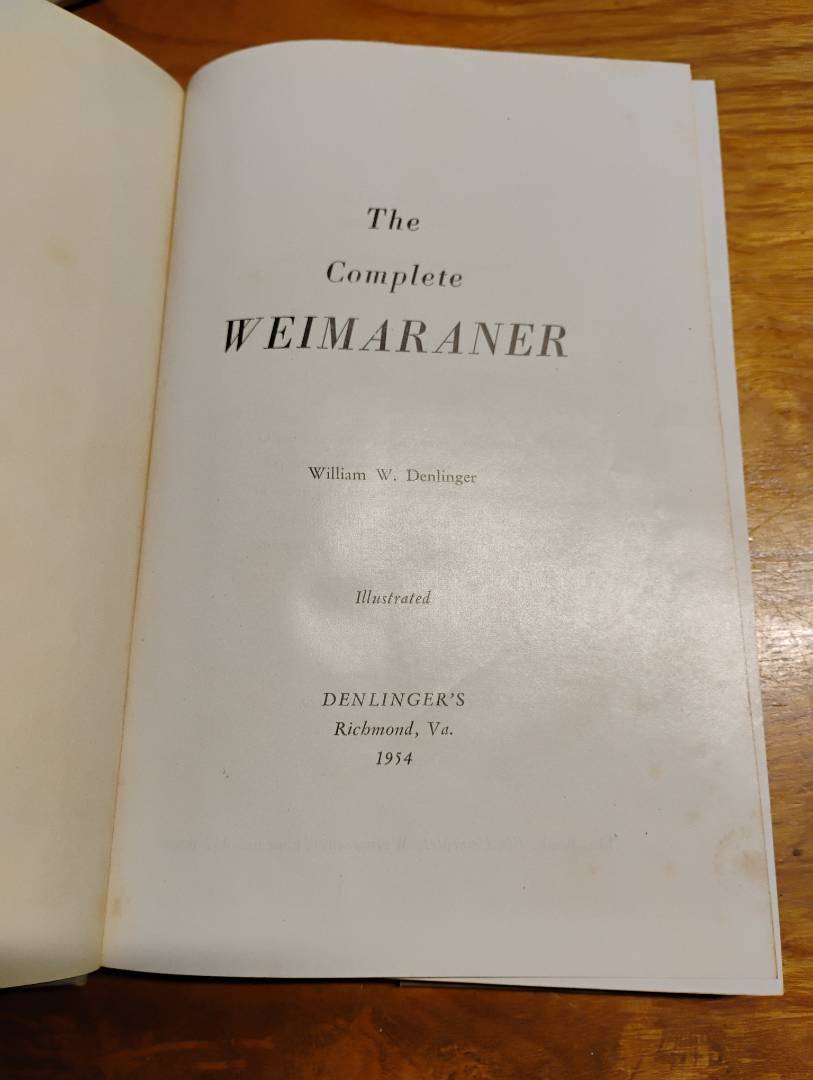 The
Complete
WEIMARANER
William W. Denlinger
Illustrated
DENLINGER'S
Richmond, Va.
1954